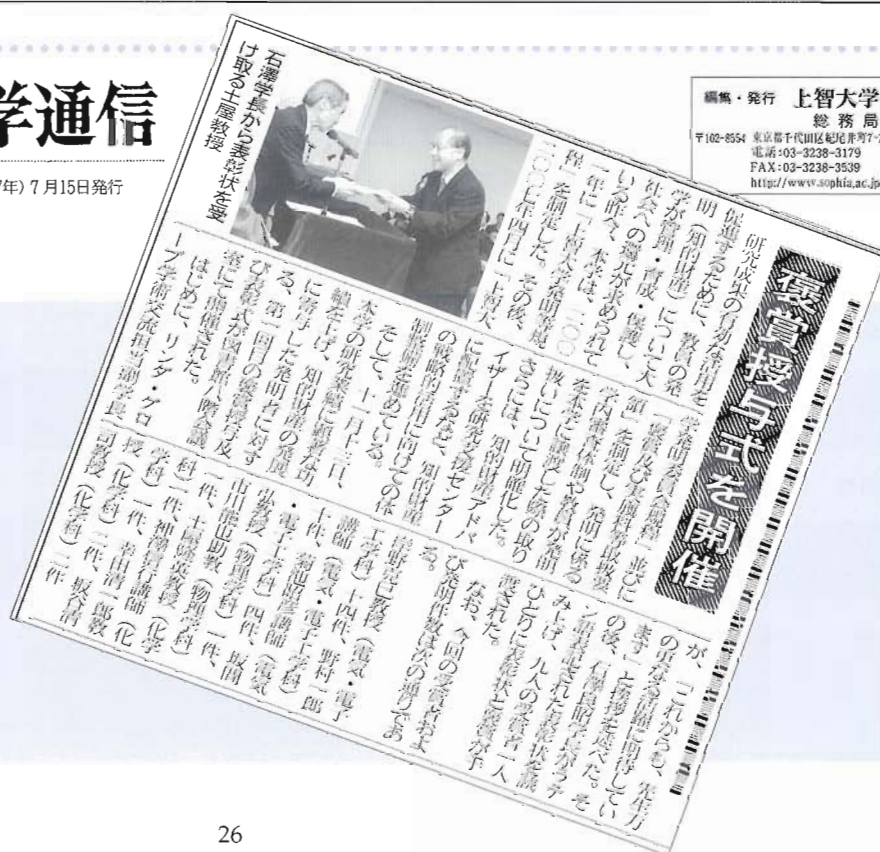 学通信
年) 7月15日発行
編集・発行 上智大学
総務局
〒102-8554 東京都千代田区紀尾井町7-
電話:03-3238-3179
FAX:03-3238-3539
http://www.sophia.ac.jp
褒賞授与式を開催
研究成果の有効な活用を
促進するために、教員の発
明(知的財産)について大
学が管理・育成・保護し、
社会への還元が求められて
いる昨今、本学は、二〇〇
一年に「上智大学発明等規
程」を制定した。その後、
二〇〇七年四月に「上智大
学発明委員会規程」並びに
「褒賞及び実施料等取扱要
領」を制定し、発明に係る
学内審査体制や教員が発明
を本学に譲渡した際の取り
扱いについて明確化した。
さらには、知的財産アドバ
イザーを研究支援センター
に配置するなど、知的財産
の戦略的活用に向けての体
制整備を進めている。
そして、十一月十三日、
本学の研究業績に顕著な功
績を上げ、知的財産の発展
に寄与した発明者に対す
る、第一回目の褒賞授与及
び表彰式が図書館八階会議
室にて開催された。
はじめに、リンダ・グロ
ーブ学術交流担当副学長
が、「これからも、先生方
の更なる活躍に期待してい
ます」と挨拶を述べた。そ
の後、石澤良昭学長がラテ
ン語表記された表彰状を読
み上げ、九人の受賞者一人
ひとりに表彰状と褒賞が手
渡された。
なお、今回の受賞者およ
び発明件数は次の通りであ
る。
岸野克巳教授(電気・電子
工学科)十四件、野村一郎
講師(電気・電子工学科)
十件、菊池昭彦講師(電気
・電子工学科)四件、坂間
弘教授(物理学科)一件、
市川能也助教(物理学科)
一件、土屋隆英教授(化学
科)一件、神澤信行講師(化
学科)一件、幸田清一郎教
授(化学科)二件、板谷清
司教授(化学科)二件
石澤学長から表彰状を受
け取る土屋教授
26